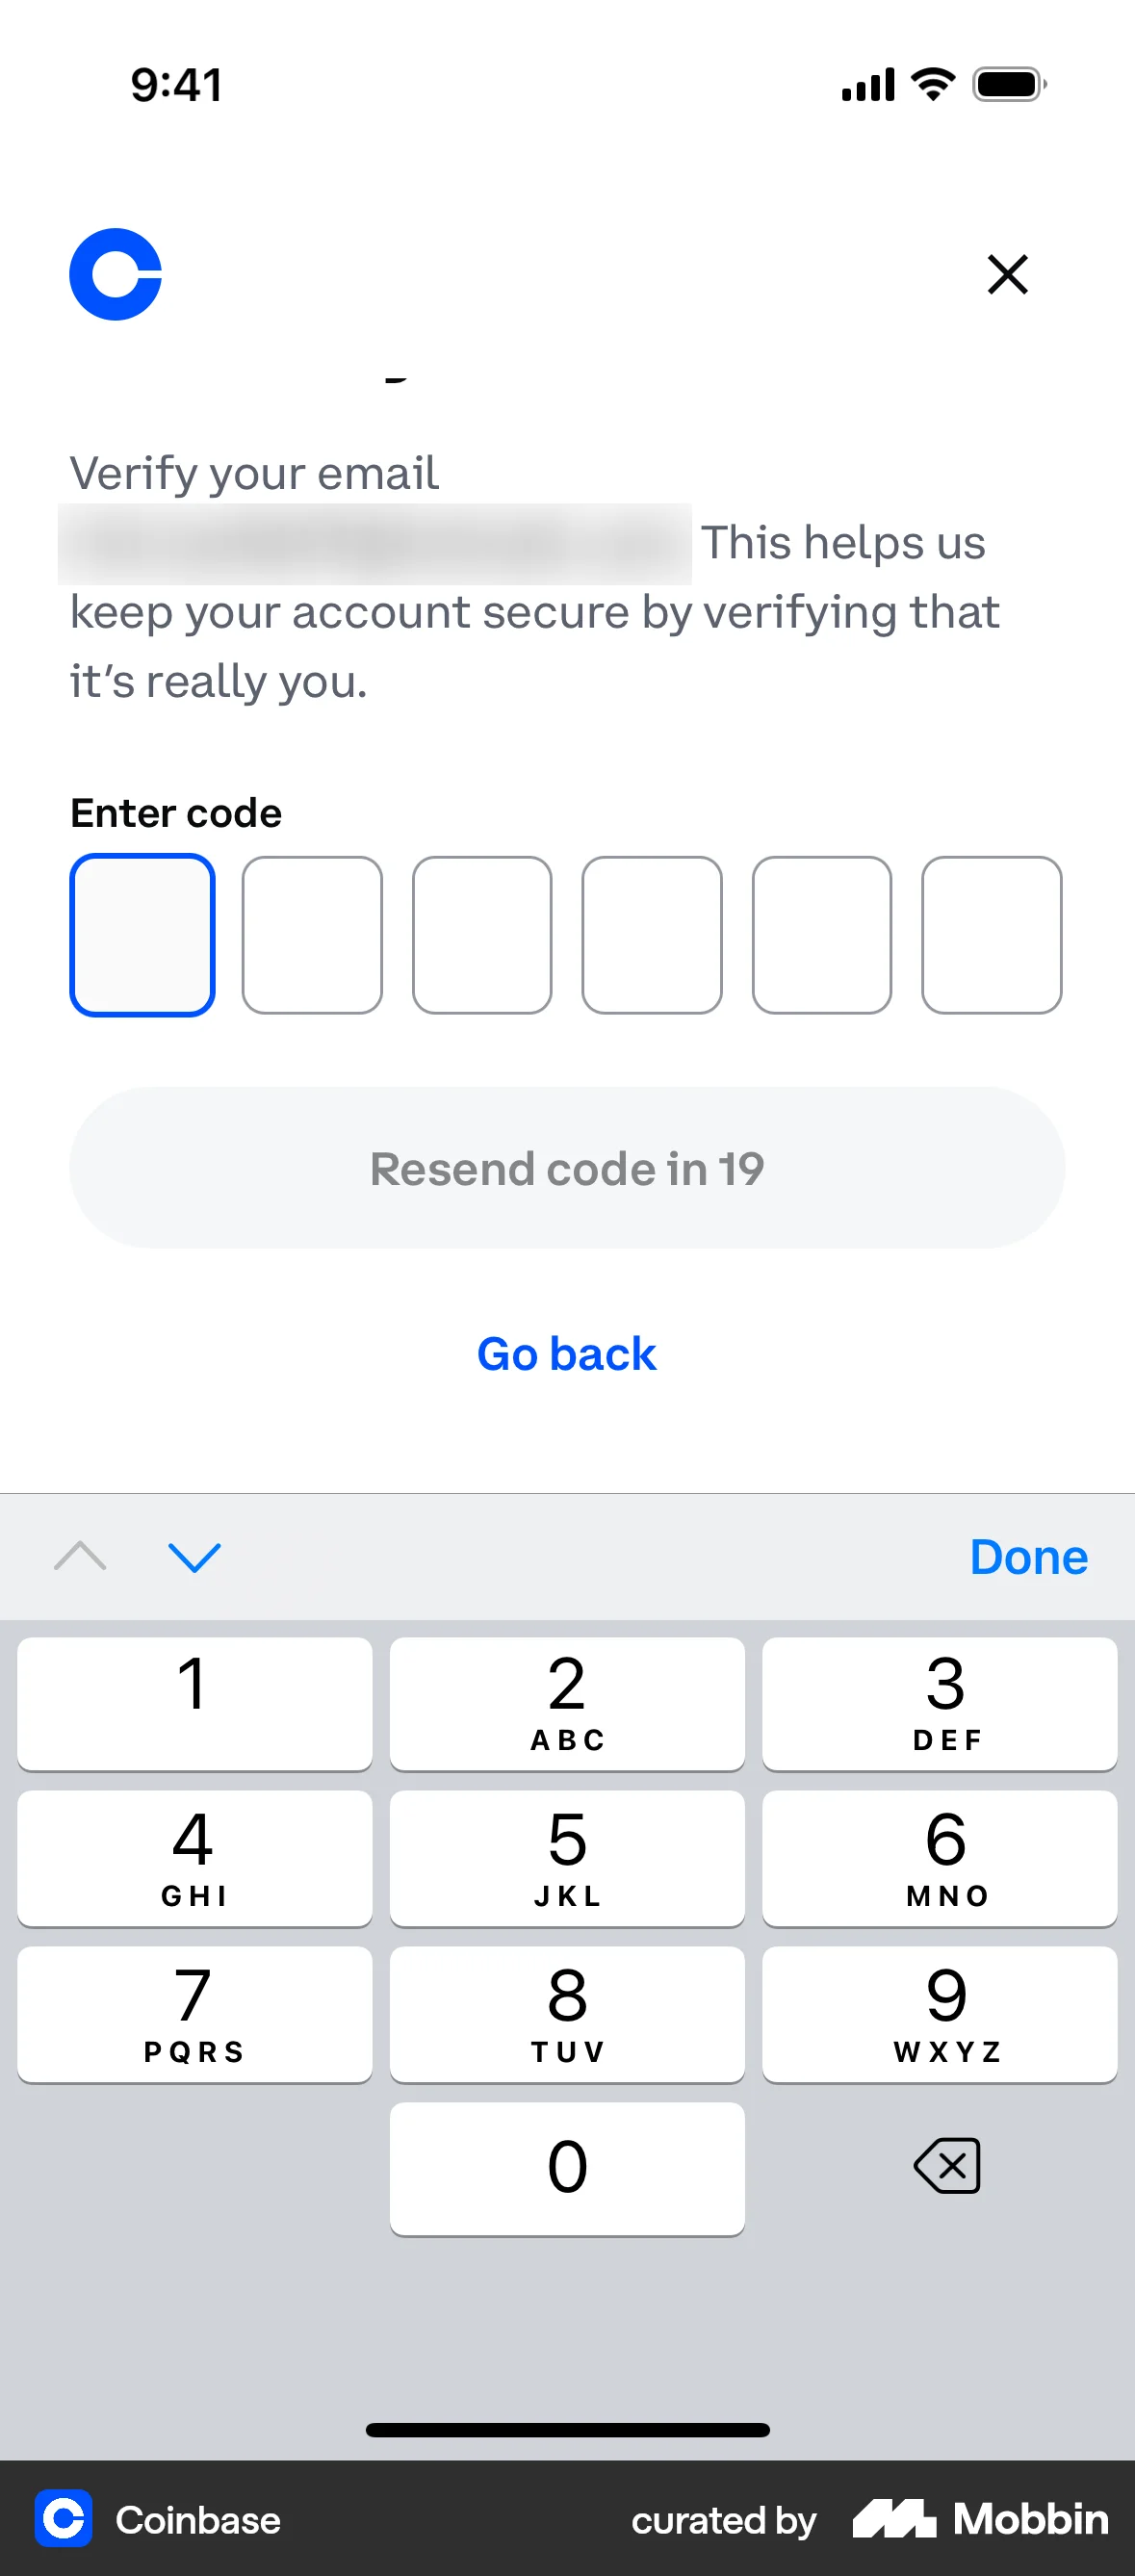 9:41
Verify your email
This helps us
keep your account secure by verifying that
it’s really you.
Enter code
Resend code in 19
Go back
Done
1
2
ABC
3
DEF
4
GHI
5
JKL
6
MNO
7
PQRS
8
TUV
9
WXYZ
0
Coinbase
curated by
Mobbin